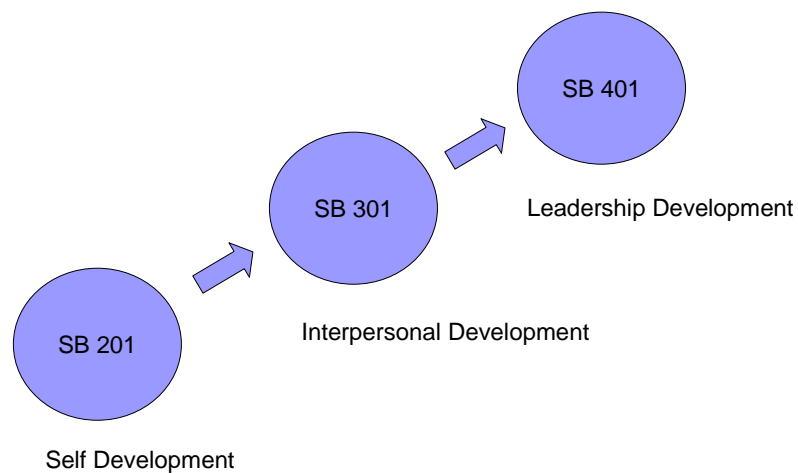 SB 401
Leadership Development
SB 301
Interpersonal Development
SB 201
Self Development